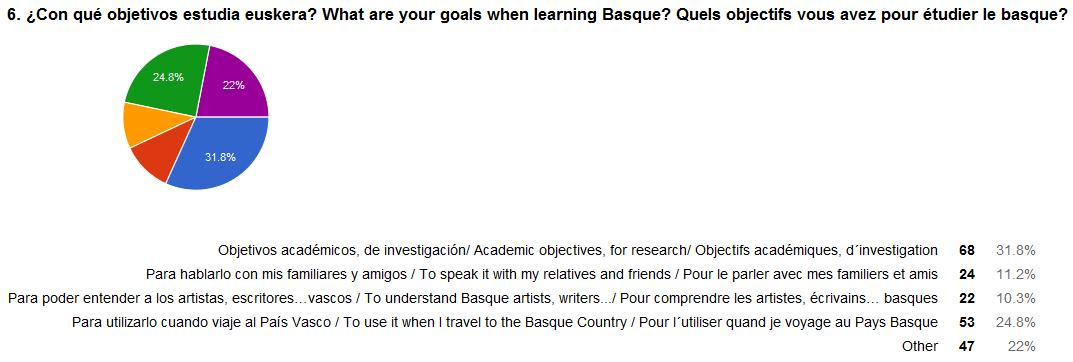 6. ¿Con qué objetivos estudia euskera? What are your goals when learning Basque? Quels objectifs vous avez pour étudier le basque?
24.8%
22%
31.8%
Objetivos académicos, de investigación/ Academic objectives, for research/ Objectifs académiques, d´investigation 68 31.8%
Para hablarlo con mis familiares y amigos / To speak it with my relatives and friends / Pour le parler avec mes familiers et amis 24 11.2%
Para poder entender a los artistas, escritores…vascos / To understand Basque artists, writers.../ Pour comprendre les artistes, écrivains… basques 22 10.3%
Para utilizarlo cuando viaje al País Vasco / To use it when I travel to the Basque Country / Pour l´utiliser quand je voyage au Pays Basque 53 24.8%
Other 47 22%